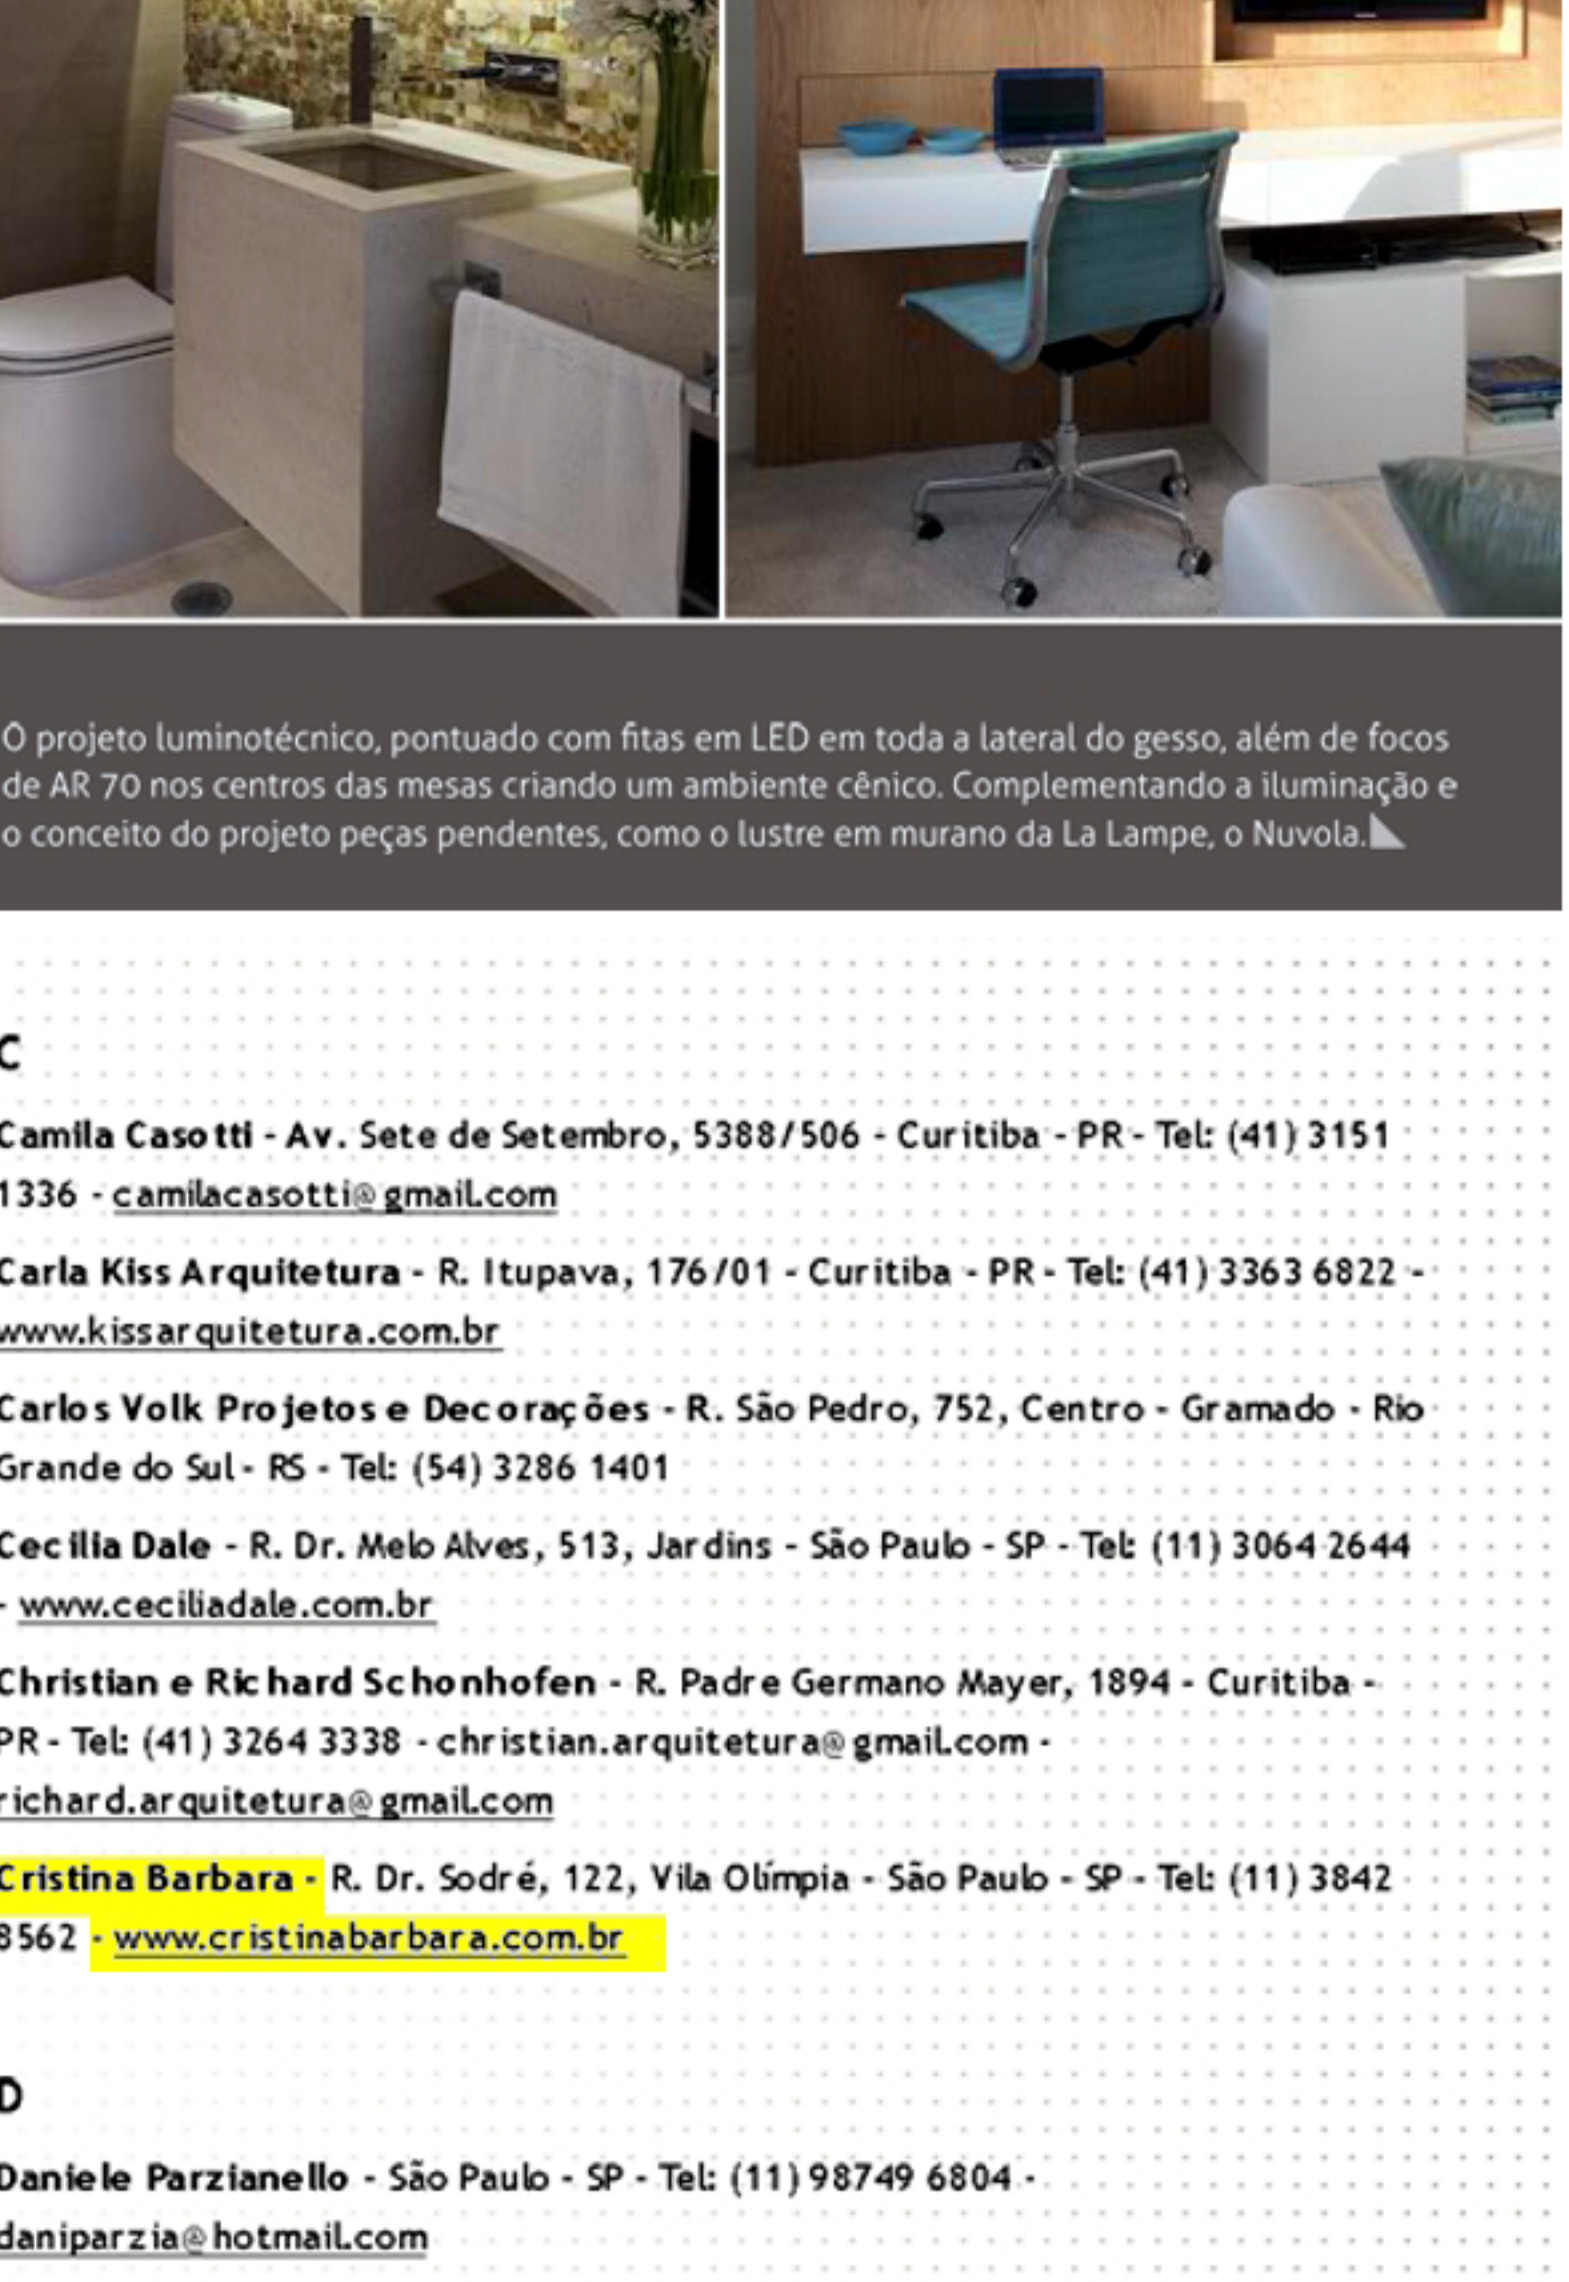 O projeto luminotécnico, pontuado com fitas em LED em toda a lateral do gesso, além de focos
de AR 70 nos centros das mesas criando um ambiente cênico. Complementando a iluminação e
o conceito do projeto peças pendentes, como o lustre em murano da La Lampe, o Nuvola.
C
Camila Casotti - Av. Sete de Setembro, 5388/506 - Curitiba - PR - Tel: (41) 3151
1336 - camilacasotti@gmail.com
Carla Kiss Arquitetura - R. Itupava, 176/01 - Curitiba - PR - Tel: (41) 3363 6822 -
www.kissarquitetura.com.br
Carlos Volk Projetos e Decorações - R. São Pedro, 752, Centro - Gramado - Rio
Grande do Sul - RS - Tel: (54) 3286 1401
Cecilia Dale - R. Dr. Melo Alves, 513, Jardins - São Paulo - SP - Tel: (11) 3064 2644
- www.ceciliadale.com.br
Christian e Richard Schonhofen - R. Padre Germano Mayer, 1894 - Curitiba -
PR - Tel: (41) 3264 3338 - christian.arquitetura@gmail.com -
richard.arquitetura@gmail.com
Cristina Barbara - R. Dr. Sodré, 122, Vila Olímpia - São Paulo - SP - Tel: (11) 3842
8562 - www.cristinabarbara.com.br
D
Daniele Parzianello - São Paulo - SP - Tel: (11) 98749 6804 -
daniparzia@hotmail.com